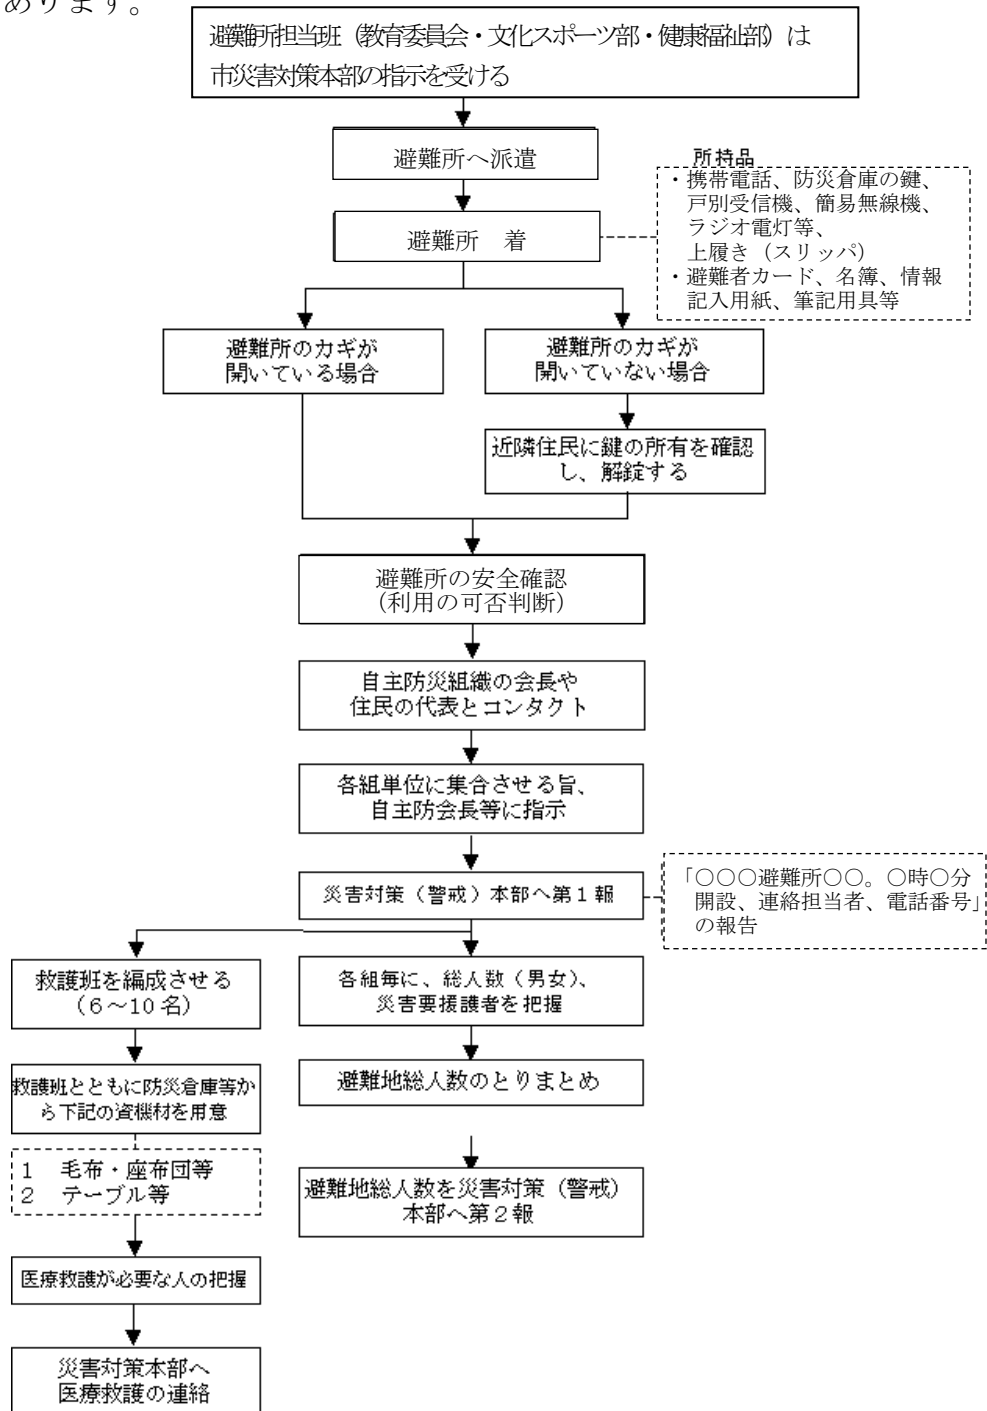 あります。
避難所担当班（教育委員会・文化スポーツ部・健康福祉部）は
市災害対策本部の指示を受ける
避難所へ派遣
所持品
・携帯電話、防災倉庫の鍵、
戸別受信機、簡易無線機、
ラジオ電灯等、
上履き（スリッパ）
・避難者カード、名簿、情報
記入用紙、筆記用具等
避難所　着
避難所のカギが
開いている場合
避難所のカギが
開いていない場合
近隣住民に鍵の所有を確認
し、解錠する
避難所の安全確認
（利用の可否判断）
自主防災組織の会長や
住民の代表とコンタクト
各組単位に集合させる旨、
自主防会長等に指示
災害対策（警戒）本部へ第１報
「○○○避難所○○。○時○分
開設、連絡担当者、電話番号」
の報告
救護班を編成させる
（６～10 名）
各組毎に、総人数（男女）、
災害要援護者を把握
救護班とともに防災倉庫等か
ら下記の資機材を用意
避難地総人数のとりまとめ
1　毛布・座布団等
2　テーブル等
避難地総人数を災害対策（警戒）
本部へ第２報
医療救護が必要な人の把握
災害対策本部へ
医療救護の連絡